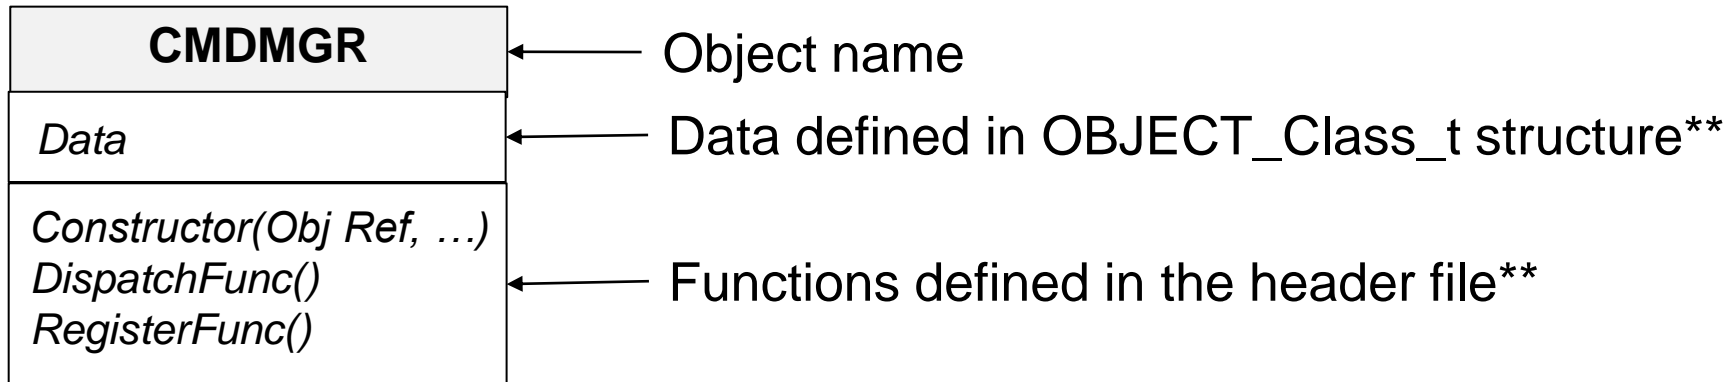 CMDMGR
Object name
Data
Data defined in OBJECT_Class_t structure**
Constructor(Obj Ref, …)
DispatchFunc()
RegisterFunc()
Functions defined in the header file**